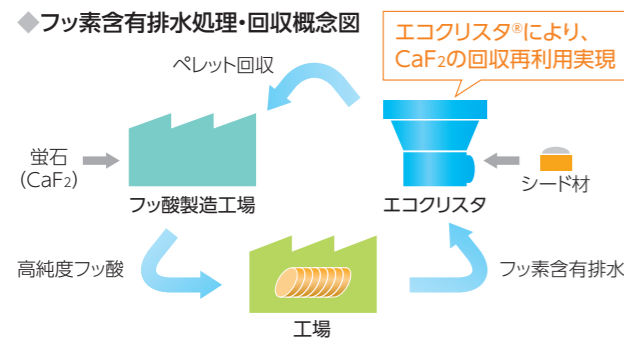 ◆フッ素含有排水処理・回収概念図
エコクリスタ®により、
CaF₂の回収再利用実現
ペレット回収
蛍石
(CaF₂)
フッ酸製造工場
エコクリスタ
シード材
高純度フッ酸
フッ素含有排水
工場